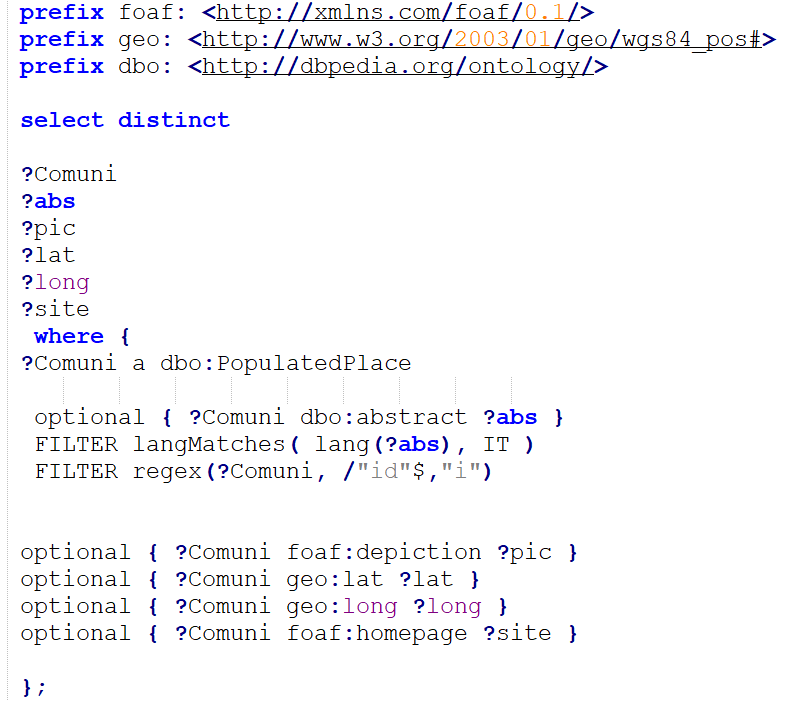 prefix foaf: <http://xmlns.com/foaf/0.1/>
prefix geo: <http://www.w3.org/2003/01/geo/wgs84_pos#>
prefix dbo: <http://dbpedia.org/ontology/>
select distinct
?Comuni
?abs
?pic
?lat
?long
?site
where {
?Comuni a dbo:PopulatedPlace
optional { ?Comuni dbo:abstract ?abs }
FILTER langMatches( lang(?abs), IT )
FILTER regex(?Comuni, /"id"$,"i")
optional { ?Comuni foaf:depiction ?pic }
optional { ?Comuni geo:lat ?lat }
optional { ?Comuni geo:long ?long }
optional { ?Comuni foaf:homepage ?site }
};